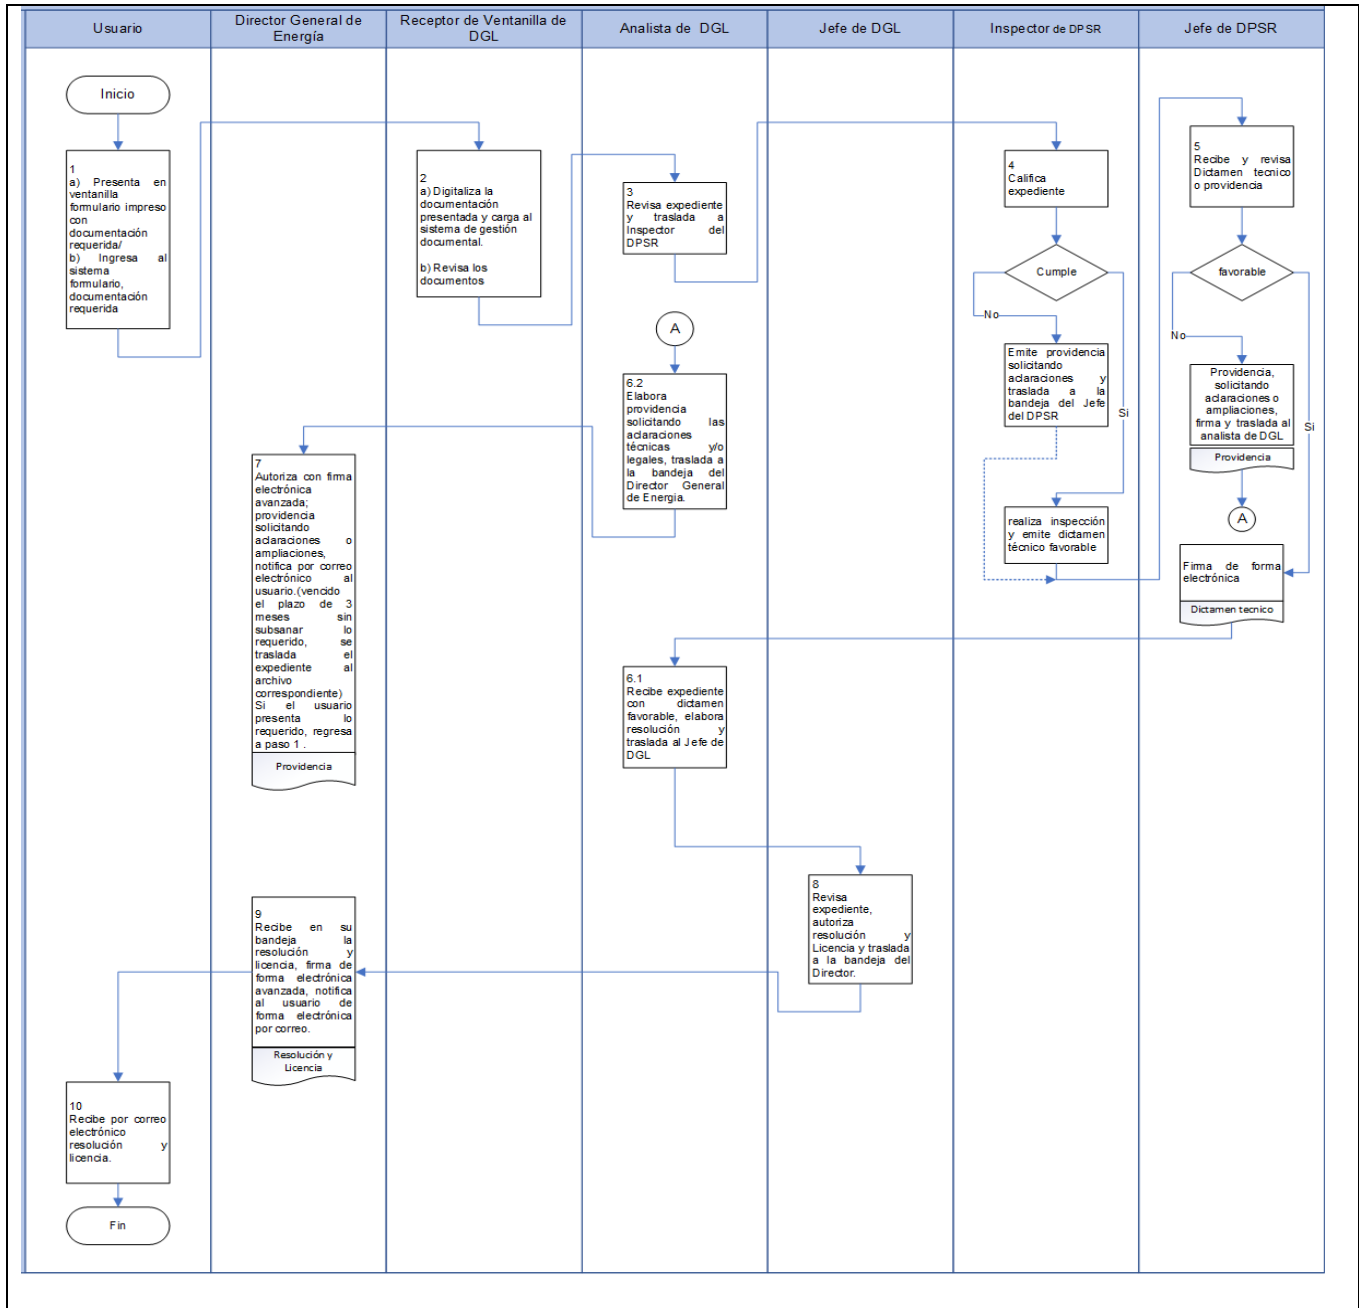 Usuario
Director General de
Energía
Receptor de Ventanilla de
DGL
Analista de DGL
Jefe de DGL
Inspector de DPSR
Jefe de DPSR
Inicio
1
a) Presenta en
ventanilla
formulario impreso
con
documentación
requerida/
b) Ingresa al
sistema
formulario,
documentación
requerida
2
a) Digitaliza la
documentación
presentada y carga al
sistema de gestión
documental.
b) Revisa los
documentos
3
Revisa expediente
y traslada a
Inspector del
DPSR
4
Califica
expediente
Cumple
No
Si
Emite providencia
solicitando
aclaraciones y
traslada a la
bandeja del Jefe
del DPSR
realiza inspección
y emite dictamen
técnico favorable
5
Recibe y revisa
Dictamen tecnico
o providencia
favorable
No
Si
Providencia,
solicitando
aclaraciones o
ampliaciones,
firma y traslada al
analista de DGL
Providencia
A
Firma de forma
electrónica
Dictamen tecnico
A
6.2
Elabora
providencia
solicitando las
aclaraciones
técnicas y/o
legales, traslada a
la bandeja del
Director General
de Energia.
7
Autoriza con firma
electrónica
avanzada;
providencia
solicitando
aclaraciones o
ampliaciones,
notifica por correo
electrónico al
usuario.(vencido
el plazo de 3
meses sin
subsanar lo
requerido, se
traslada el
expediente al
archivo
correspondiente)
Si el usuario
presenta lo
requerido, regresa
a paso 1 .
Providencia
6.1
Recibe expediente
con dictamen
favorable, elabora
resolución y
traslada al Jefe de
DGL
8
Revisa
expediente,
autoriza
resolución y
Licencia y traslada
a la bandeja del
Director.
9
Recibe en su
bandeja la
resolución y
licencia, firma de
forma electrónica
avanzada, notifica
al usuario de
forma electrónica
por correo.
Resolución y
Licencia
10
Recibe por correo
electrónico
resolución y
licencia.
Fin